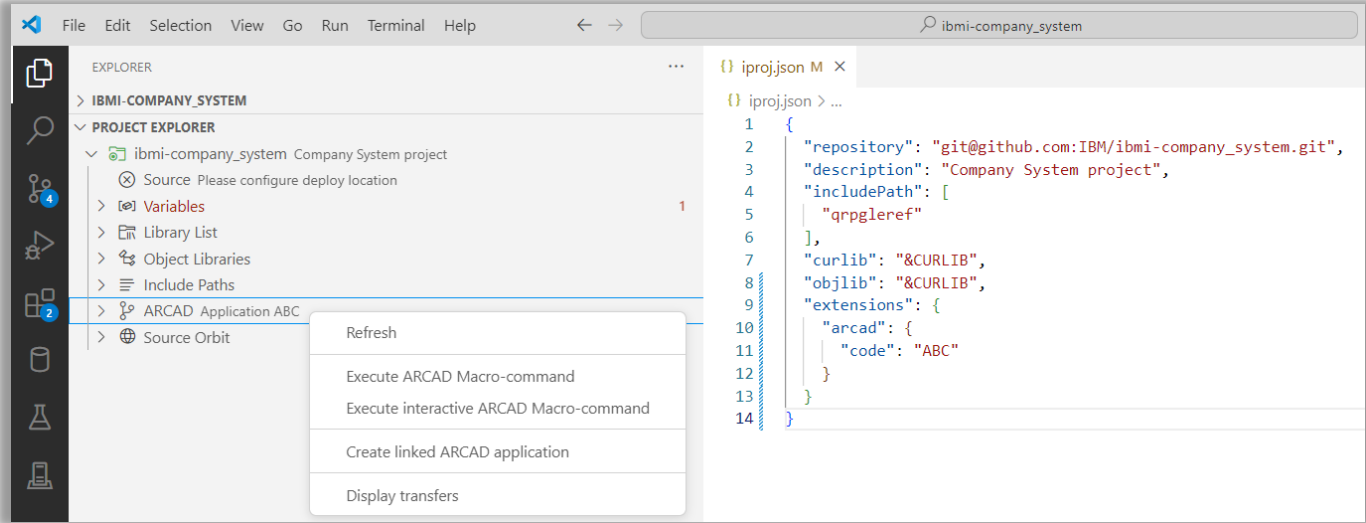 File Edit Selection View Go Run Terminal Help
ibmi-company_system
EXPLORER
IBMI-COMPANY_SYSTEM
PROJECT EXPLORER
ibmi-company_system Company System project
Source Please configure deploy location
Variables 1
Library List
Object Libraries
Include Paths
ARCAD Application ABC
Source Orbit
4
2
Refresh
Execute ARCAD Macro-command
Execute interactive ARCAD Macro-command
Create linked ARCAD application
Display transfers
{} iproj.json M
{} iproj.json > ...
1 {
2 "repository": "git@github.com:IBM/ibmi-company_system.git",
3 "description": "Company System project",
4 "includePath": [
5 "qrpgleref"
6 ],
7 "curlib": "&CURLIB",
8 "objlib": "&CURLIB",
9 "extensions": {
10 "arcad": {
11 "code": "ABC"
12 }
13 }
14 }